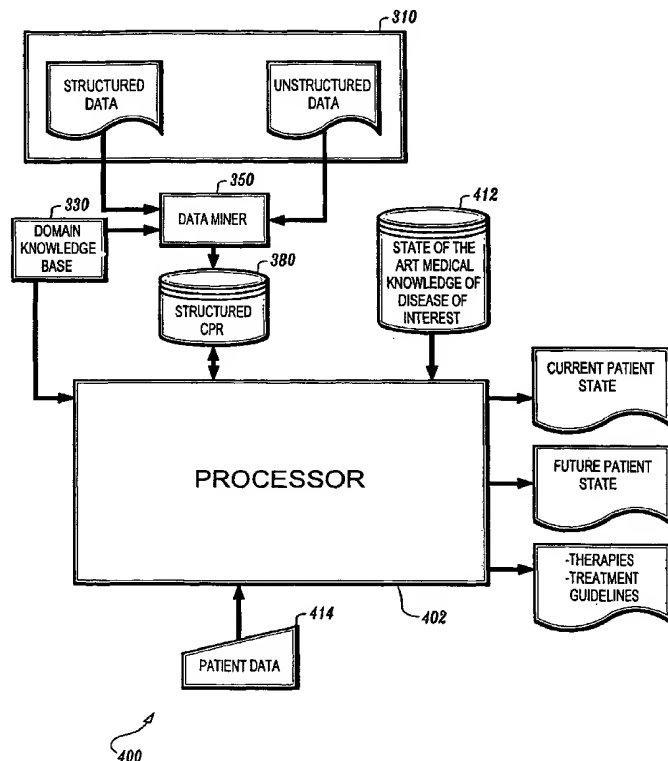 310
STRUCTURED
DATA
UNSTRUCTURED
DATA
350
DATA MINER
330
DOMAIN
KNOWLEDGE
BASE
380
STRUCTURED
CPR
412
STATE OF THE
ART MEDICAL
KNOWLEDGE OF
DISEASE OF
INTEREST
PROCESSOR
402
CURRENT PATIENT
STATE
FUTURE PATIENT
STATE
-THERAPIES
-TREATMENT
GUIDELINES
414
PATIENT DATA
400